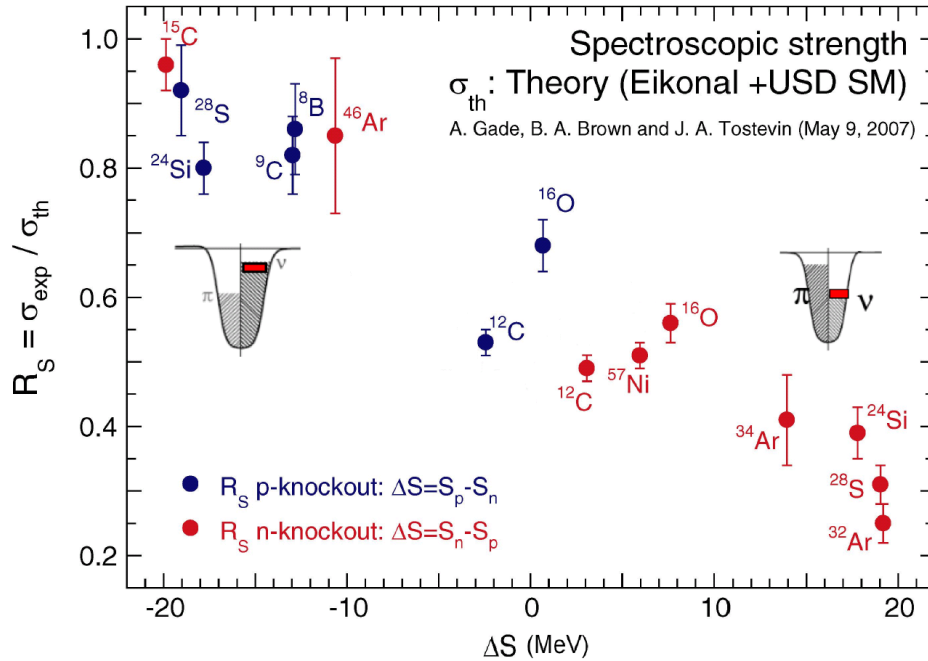 Spectroscopic strength
σth: Theory (Eikonal +USD SM)
A. Gade, B. A. Brown and J. A. Tostevin (May 9, 2007)
RS = σexp / σth
1.0
0.8
0.6
0.4
0.2
15C
28S
24Si
8B
9C
46Ar
16O
12C
16O
12C
57Ni
34Ar
24Si
28S
32Ar
π
ν
π
ν
RS p-knockout: ΔS=Sp-Sn
RS n-knockout: ΔS=Sn-Sp
-20
-10
0
10
20
ΔS (MeV)